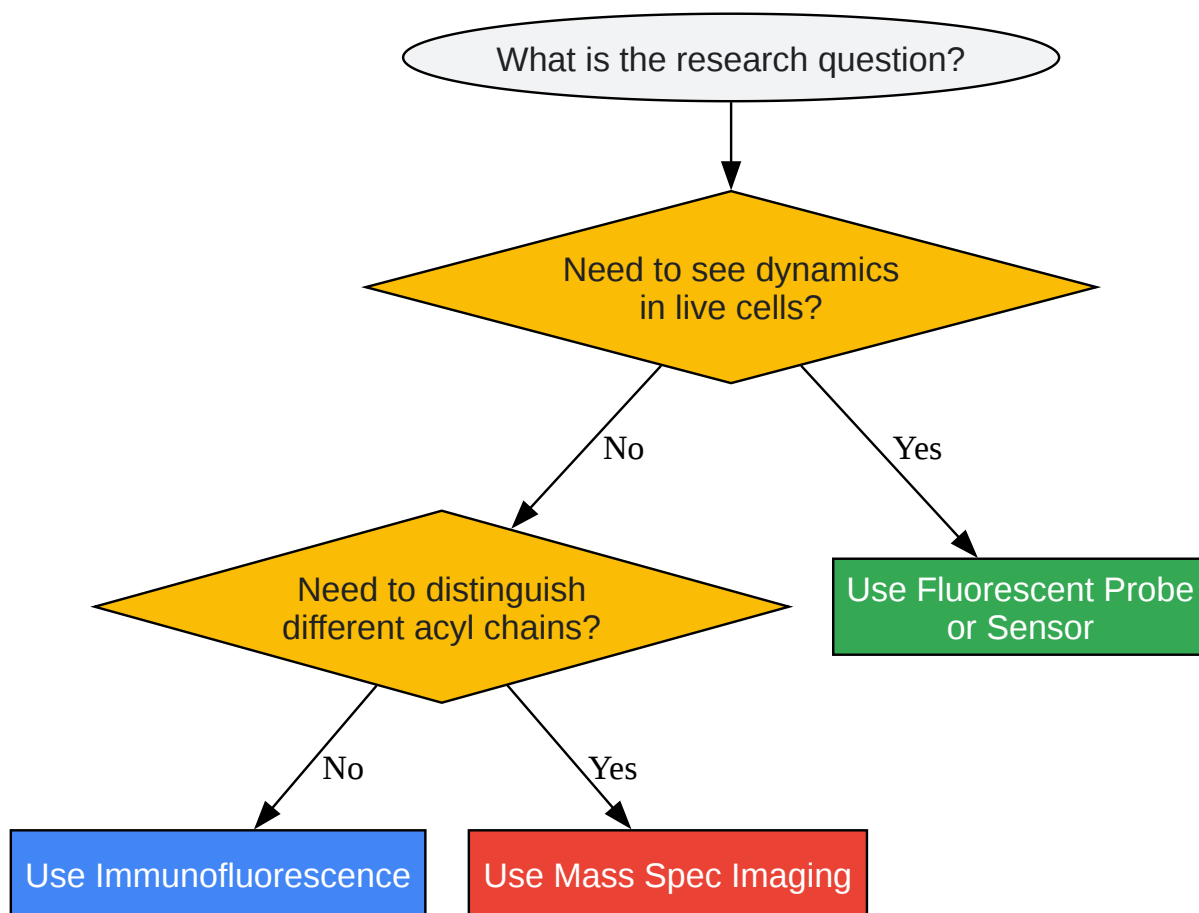 What is the research question?
Need to see dynamics
in live cells?
No
Yes
Need to distinguish
different acyl chains?
Use Fluorescent Probe
or Sensor
No
Yes
Use Immunofluorescence
Use Mass Spec Imaging